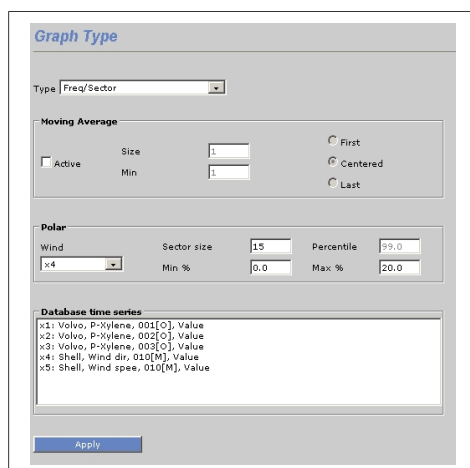 Graph Type
Type Freq/Sector
Moving Average
Active
Size 1
Min 1
First
Centered
Last
Polar
Wind Sector size 15 Percentile 99.0
x4 Min % 0.0 Max % 20.0
Database time series
x1: Volvo, P-Xylene, 001[O], Value
x2: Volvo, P-Xylene, 002[O], Value
x3: Volvo, P-Xylene, 003[O], Value
x4: Shell, Wind dir, 010[M], Value
x5: Shell, Wind spee, 010[M], Value
Apply